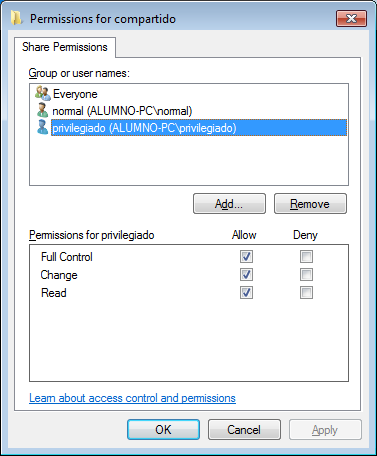 Permissions for compartido
Share Permissions
Group or user names:
Everyone
normal (ALUMNO-PC\normal)
privilegiado (ALUMNO-PC\privilegiado)
Add... Remove
Permissions for privilegiado Allow Deny
Full Control
Change
Read
Learn about access control and permissions
OK Cancel Apply